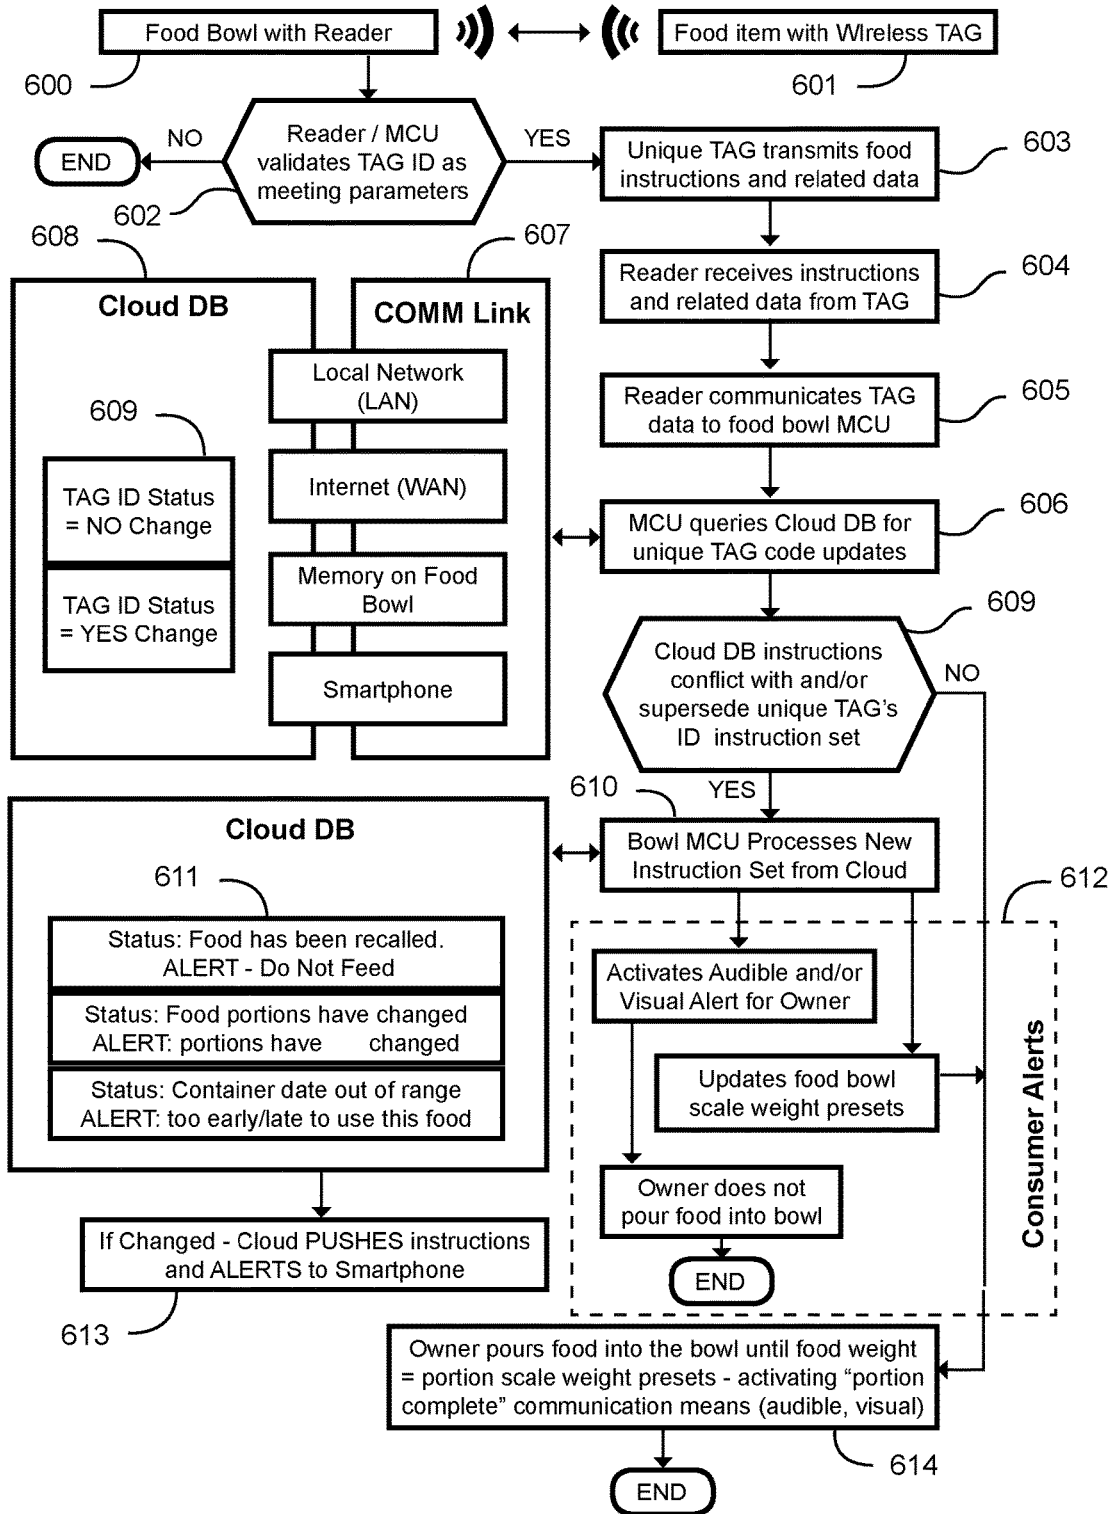 Food Bowl with Reader
Food item with WIreless TAG
600
601
Reader / MCU
validates TAG ID as
meeting parameters
NO
YES
END
602
Unique TAG transmits food
instructions and related data
603
608
607
Reader receives instructions
and related data from TAG
604
Cloud DB
COMM Link
Local Network
(LAN)
Internet (WAN)
Memory on Food
Bowl
Smartphone
609
TAG ID Status
= NO Change
TAG ID Status
= YES Change
Reader communicates TAG
data to food bowl MCU
605
MCU queries Cloud DB for
unique TAG code updates
606
609
Cloud DB instructions
conflict with and/or
supersede unique TAG's
ID instruction set
NO
YES
610
Bowl MCU Processes New
Instruction Set from Cloud
Cloud DB
611
Status: Food has been recalled.
ALERT - Do Not Feed
Status: Food portions have changed
ALERT: portions have changed
Status: Container date out of range
ALERT: too early/late to use this food
612
Activates Audible and/or
Visual Alert for Owner
Updates food bowl
scale weight presets
Owner does not
pour food into bowl
END
Consumer Alerts
If Changed - Cloud PUSHES instructions
and ALERTS to Smartphone
613
Owner pours food into the bowl until food weight
= portion scale weight presets - activating “portion
complete” communication means (audible, visual)
614
END